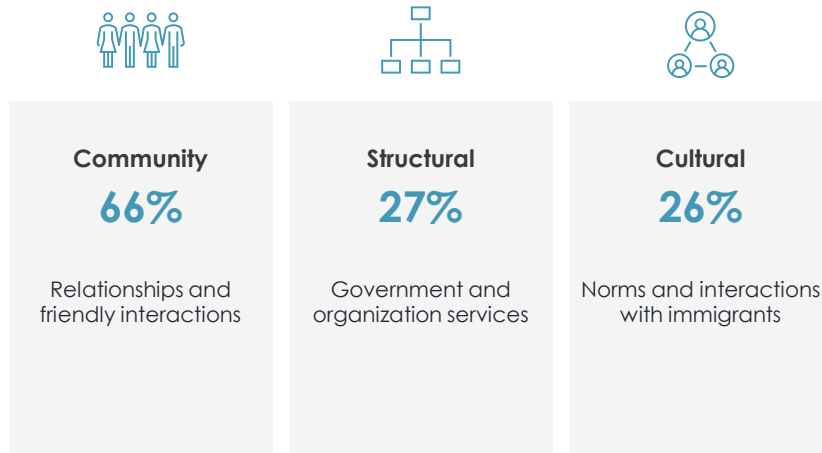 Community
66%
Relationships and
friendly interactions
Structural
27%
Government and
organization services
Cultural
26%
Norms and interactions
with immigrants